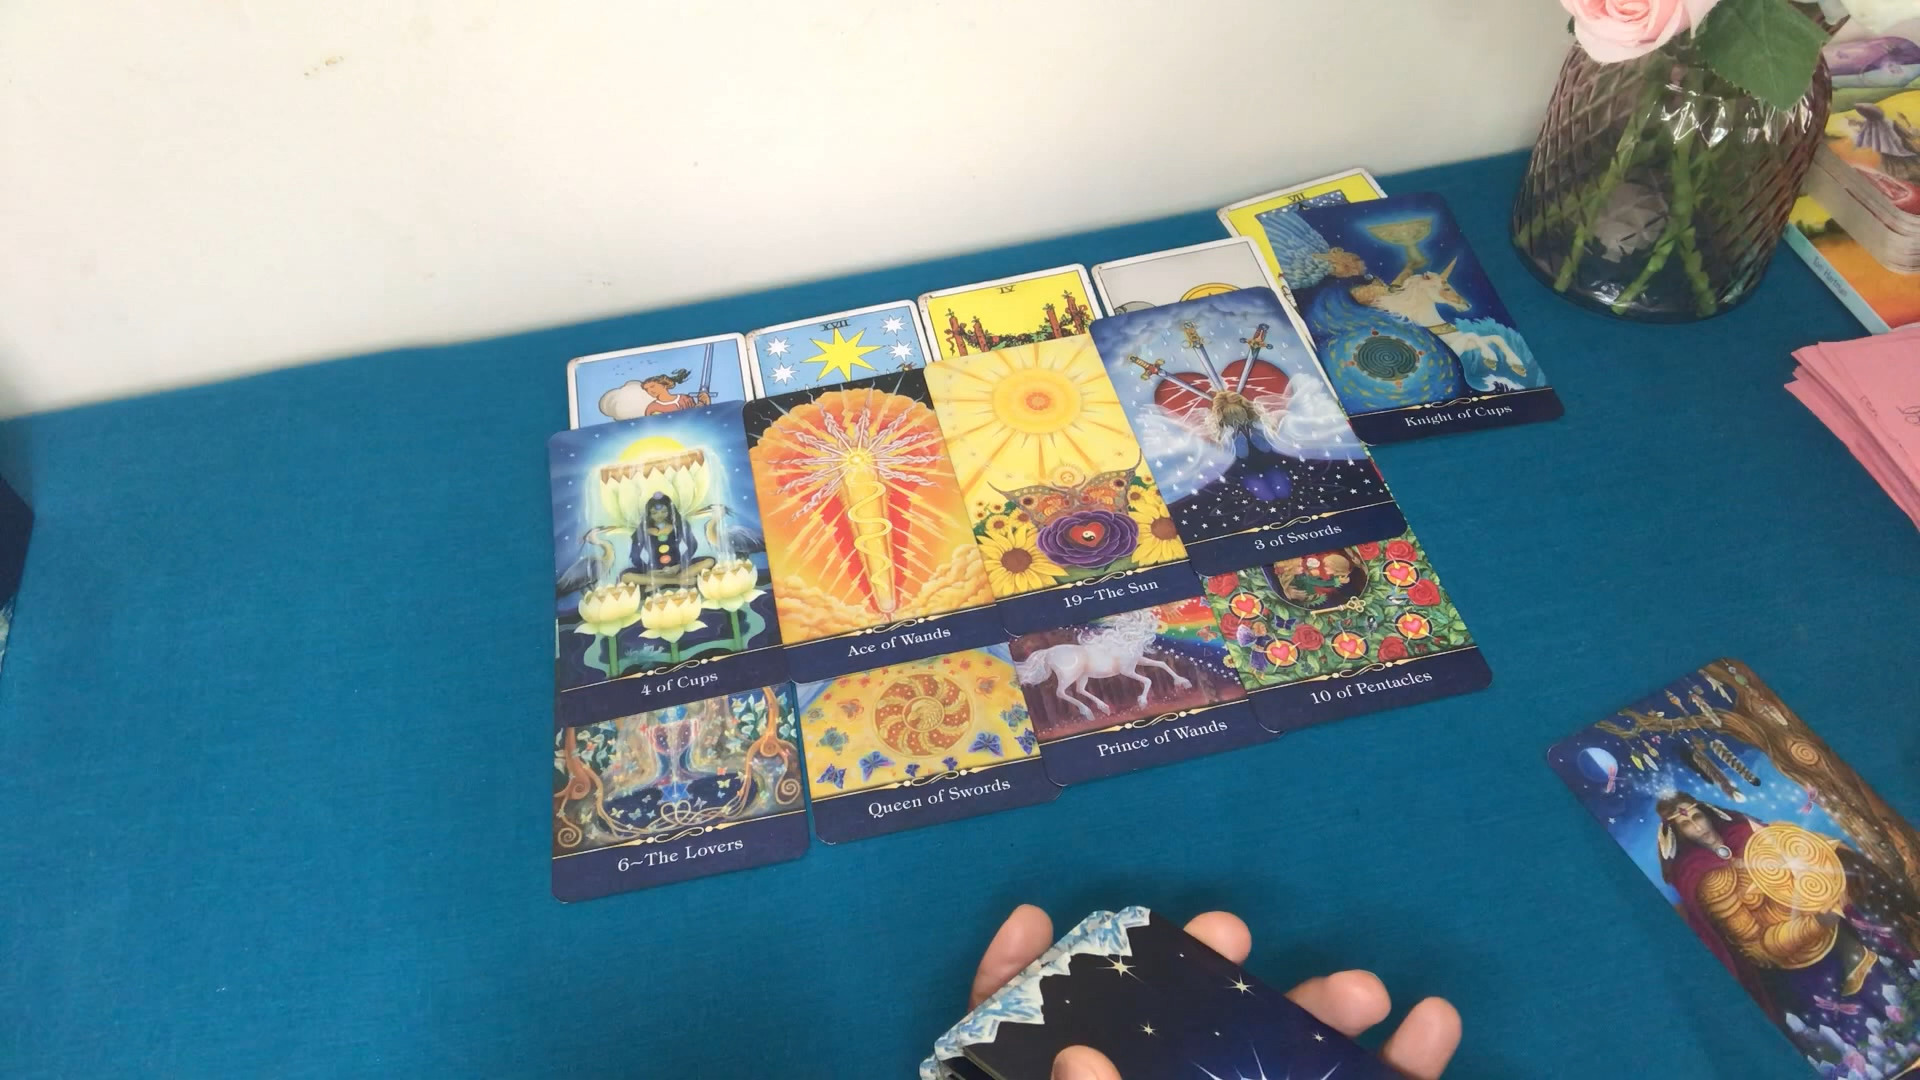 VII
IV
XVII
Knight of Cups
3 of Swords
19~The Sun
Ace of Wands
4 of Cups
10 of Pentacles
Prince of Wands
Queen of Swords
6~The Lovers